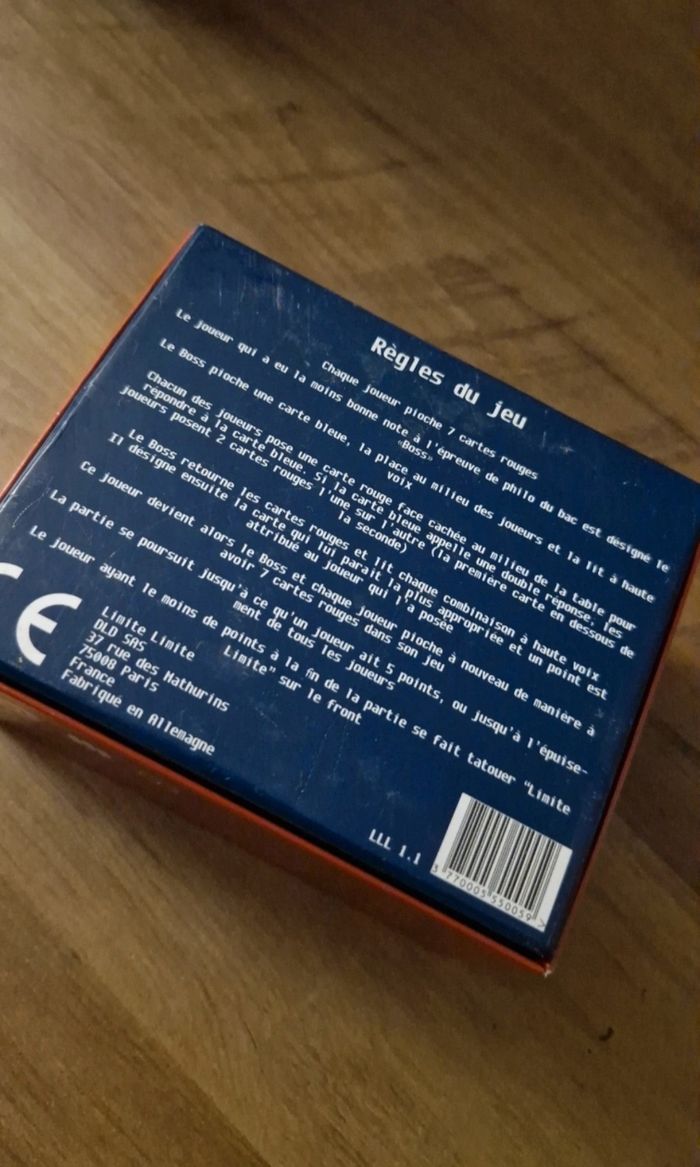 Règles du jeu
Chaque joueur pioche 7 cartes rouges
Le joueur qui a eu la moins bonne note à l'épreuve de philo du bac est désigné le
«Boss»
Le Boss pioche une carte bleue, la place au milieu des joueurs et la lit à haute
voix
Chacun des joueurs pose une carte rouge face cachée au milieu de la table pour
répondre à la carte bleue. Si la carte bleue appelle une double réponse, les
joueurs posent 2 cartes rouges l'une sur l'autre (la première carte en dessous de
la seconde)
Le Boss retourne les cartes rouges et lit chaque combinaison à haute voix
Il designe ensuite la carte qui lui parait la plus appropriée et un point est
attribué au joueur qui l'a posée
Ce joueur devient alors le Boss et chaque joueur pioche à nouveau de manière à
avoir 7 cartes rouges dans son jeu
La partie se poursuit jusqu'à ce qu'un joueur ait 5 points, ou jusqu'à l'épuise-
ment de tous les joueurs
Le joueur ayant le moins de points à la fin de la partie se fait tatouer "Limite
Limite" sur le front
CE
Limite Limite
DLD SAS
37 rue des Mathurins
75008 Paris
France
Fabriqué en Allemagne
LLL 1.1
3 770005 550059 >